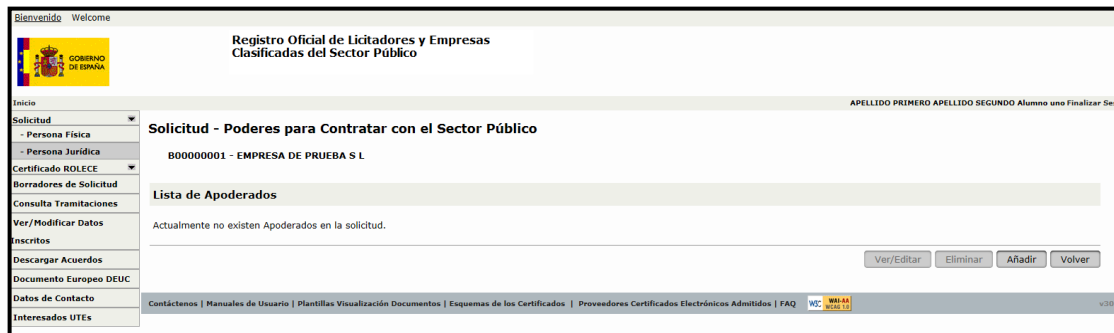 Bienvenido Welcome
GOBIERNO
DE ESPAÑA
Registro Oficial de Licitadores y Empresas
Clasificadas del Sector Público
Inicio
APELLIDO PRIMERO APELLIDO SEGUNDO Alumno uno Finalizar Se
Solicitud
- Persona Física
- Persona Jurídica
Certificado ROLECE
Borradores de Solicitud
Consulta Tramitaciones
Ver/Modificar Datos
Inscritos
Descargar Acuerdos
Documento Europeo DEUC
Datos de Contacto
Interesados UTEs
Solicitud - Poderes para Contratar con el Sector Público
B00000001 - EMPRESA DE PRUEBA S L
Lista de Apoderados
Actualmente no existen Apoderados en la solicitud.
Ver/Editar Eliminar Añadir Volver
Contáctenos | Manuales de Usuario | Plantillas Visualización Documentos | Esquemas de los Certificados | Proveedores Certificados Electrónicos Admitidos | FAQ W3C WAI-AA WCAG 1.0 v30